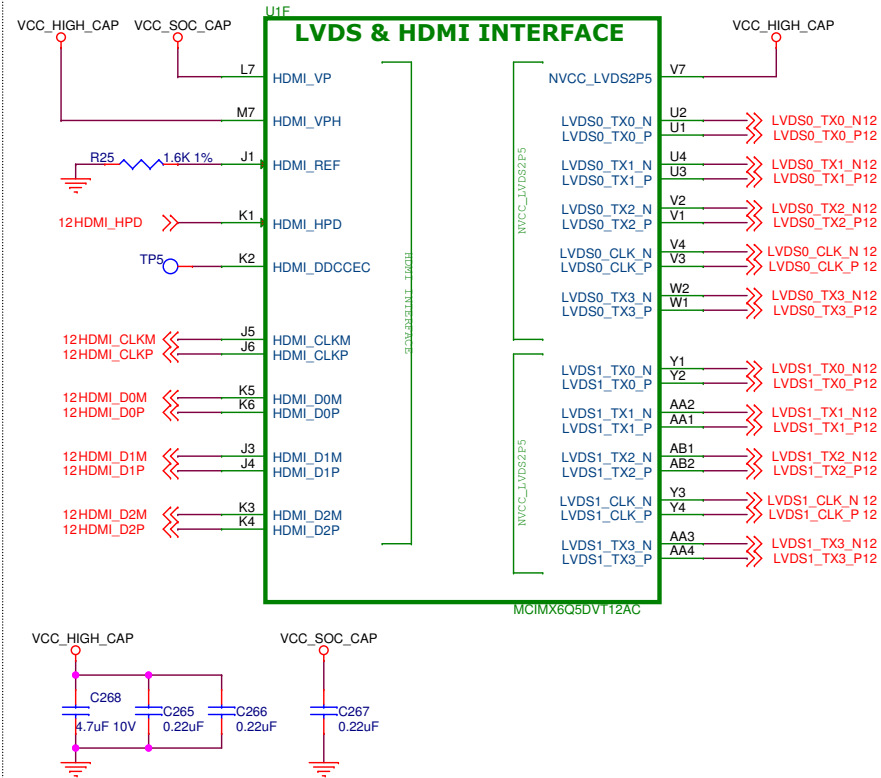 U1F
VCC_HIGH_CAP VCC_SOC_CAP LVDS & HDMI INTERFACE VCC_HIGH_CAP
L7 HDMI_VP NVCC_LVDS2P5 V7
M7 HDMI_VPH LVDS0_TX0_N U2 LVDS0_TX0_N12
LVDS0_TX0_P U1 LVDS0_TX0_P12
R25 1.6K 1% J1 HDMI_REF LVDS0_TX1_N U4 LVDS0_TX1_N12
LVDS0_TX1_P U3 LVDS0_TX1_P12
NVCC_LVDS2P5
LVDS0_TX2_N V2 LVDS0_TX2_N12
12HDMI_HPD K1 HDMI_HPD LVDS0_TX2_P V1 LVDS0_TX2_P12
LVDS0_CLK_N V4 LVDS0_CLK_N 12
TP5 K2 HDMI_DDCCEC LVDS0_CLK_P V3 LVDS0_CLK_P 12
HDMI INTERFACE
LVDS0_TX3_N W2 LVDS0_TX3_N12
LVDS0_TX3_P W1 LVDS0_TX3_P12
12HDMI_CLKM J5 HDMI_CLKM
12HDMI_CLKP J6 HDMI_CLKP
LVDS1_TX0_N Y1 LVDS1_TX0_N12
LVDS1_TX0_P Y2 LVDS1_TX0_P12
12HDMI_D0M K5 HDMI_D0M
12HDMI_D0P K6 HDMI_D0P LVDS1_TX1_N AA2 LVDS1_TX1_N12
LVDS1_TX1_P AA1 LVDS1_TX1_P12
NVCC_LVDS2P5
12HDMI_D1M J3 HDMI_D1M LVDS1_TX2_N AB1 LVDS1_TX2_N12
12HDMI_D1P J4 HDMI_D1P LVDS1_TX2_P AB2 LVDS1_TX2_P12
LVDS1_CLK_N Y3 LVDS1_CLK_N 12
12HDMI_D2M K3 HDMI_D2M LVDS1_CLK_P Y4 LVDS1_CLK_P 12
12HDMI_D2P K4 HDMI_D2P
LVDS1_TX3_N AA3 LVDS1_TX3_N12
LVDS1_TX3_P AA4 LVDS1_TX3_P12
MCIMX6Q5DVT12AC
VCC_HIGH_CAP VCC_SOC_CAP
C268
C265 C266 C267
4.7uF 10V 0.22uF 0.22uF 0.22uF